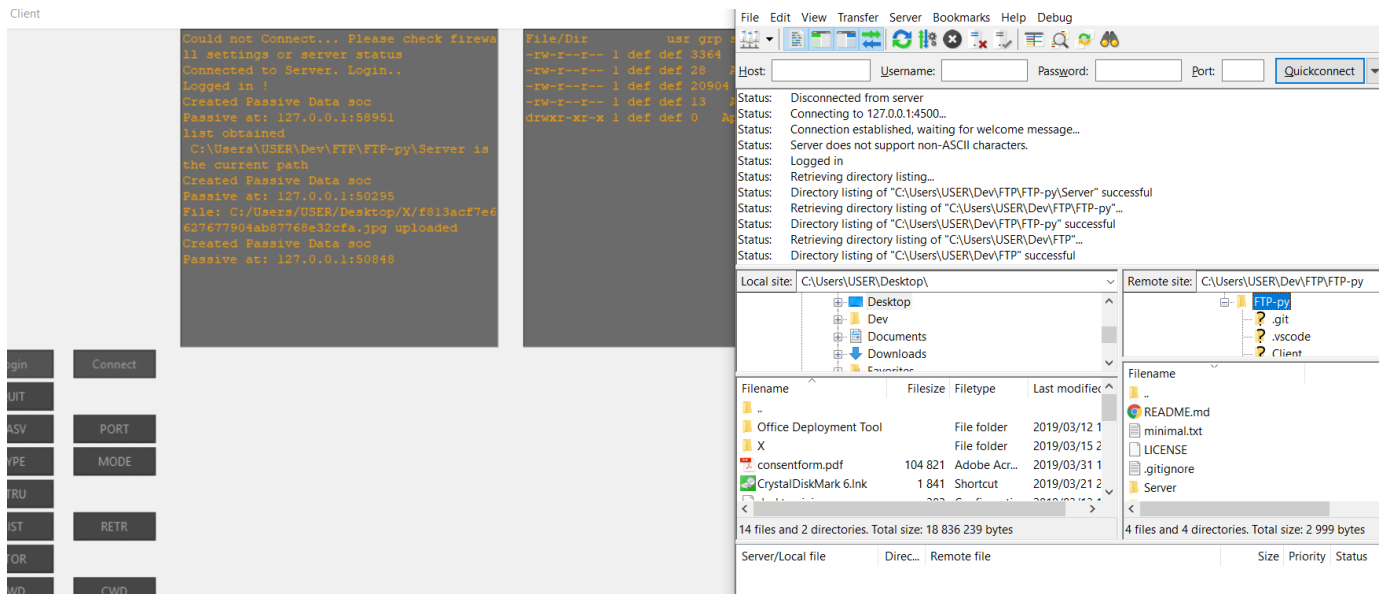 Client
Could not Connect... Please check firewa
ll settings or server status
Connected to Server. Login..
Logged in !
Created Passive Data soc
Passive at: 127.0.0.1:58951
list obtained
C:\Users\USER\Dev\FTP\FTP-py\Server is
the current path
Created Passive Data soc
Passive at: 127.0.0.1:50295
File: C:/Users/USER/Desktop/X/f813acf7e6
627677904ab87768e32cfa.jpg uploaded
Created Passive Data soc
Passive at: 127.0.0.1:50848
File/Dir usr grp s
-rw-r--r-- 1 def def 3364
-rw-r--r-- 1 def def 28 A
-rw-r--r-- 1 def def 20904
-rw-r--r-- 1 def def 13 A
drwxr-xr-x 1 def def 0 Ap
ogin Connect
UIT
ASV PORT
YPE MODE
TRU
IST RETR
TOR
WD CWD
File Edit View Transfer Server Bookmarks Help Debug
Host: Username: Password: Port: Quickconnect
Status: Disconnected from server
Status: Connecting to 127.0.0.1:4500...
Status: Connection established, waiting for welcome message...
Status: Server does not support non-ASCII characters.
Status: Logged in
Status: Retrieving directory listing...
Status: Directory listing of "C:\Users\USER\Dev\FTP\FTP-py\Server" successful
Status: Retrieving directory listing of "C:\Users\USER\Dev\FTP\FTP-py"...
Status: Directory listing of "C:\Users\USER\Dev\FTP\FTP-py" successful
Status: Retrieving directory listing of "C:\Users\USER\Dev\FTP"...
Status: Directory listing of "C:\Users\USER\Dev\FTP" successful
Local site: C:\Users\USER\Desktop\
Desktop
Dev
Documents
Downloads
Favorites
Remote site: C:\Users\USER\Dev\FTP\FTP-py
FTP-py
.git
.vscode
Client
Filename Filesize Filetype Last modified
..
Office Deployment Tool File folder 2019/03/12 1
X File folder 2019/03/15 2
consentform.pdf 104 821 Adobe Acr... 2019/03/31 1
CrystalDiskMark 6.lnk 1 841 Shortcut 2019/03/21 2
14 files and 2 directories. Total size: 18 836 239 bytes
Filename
..
README.md
minimal.txt
LICENSE
.gitignore
Server
4 files and 4 directories. Total size: 2 999 bytes
Server/Local file Direc... Remote file Size Priority Status